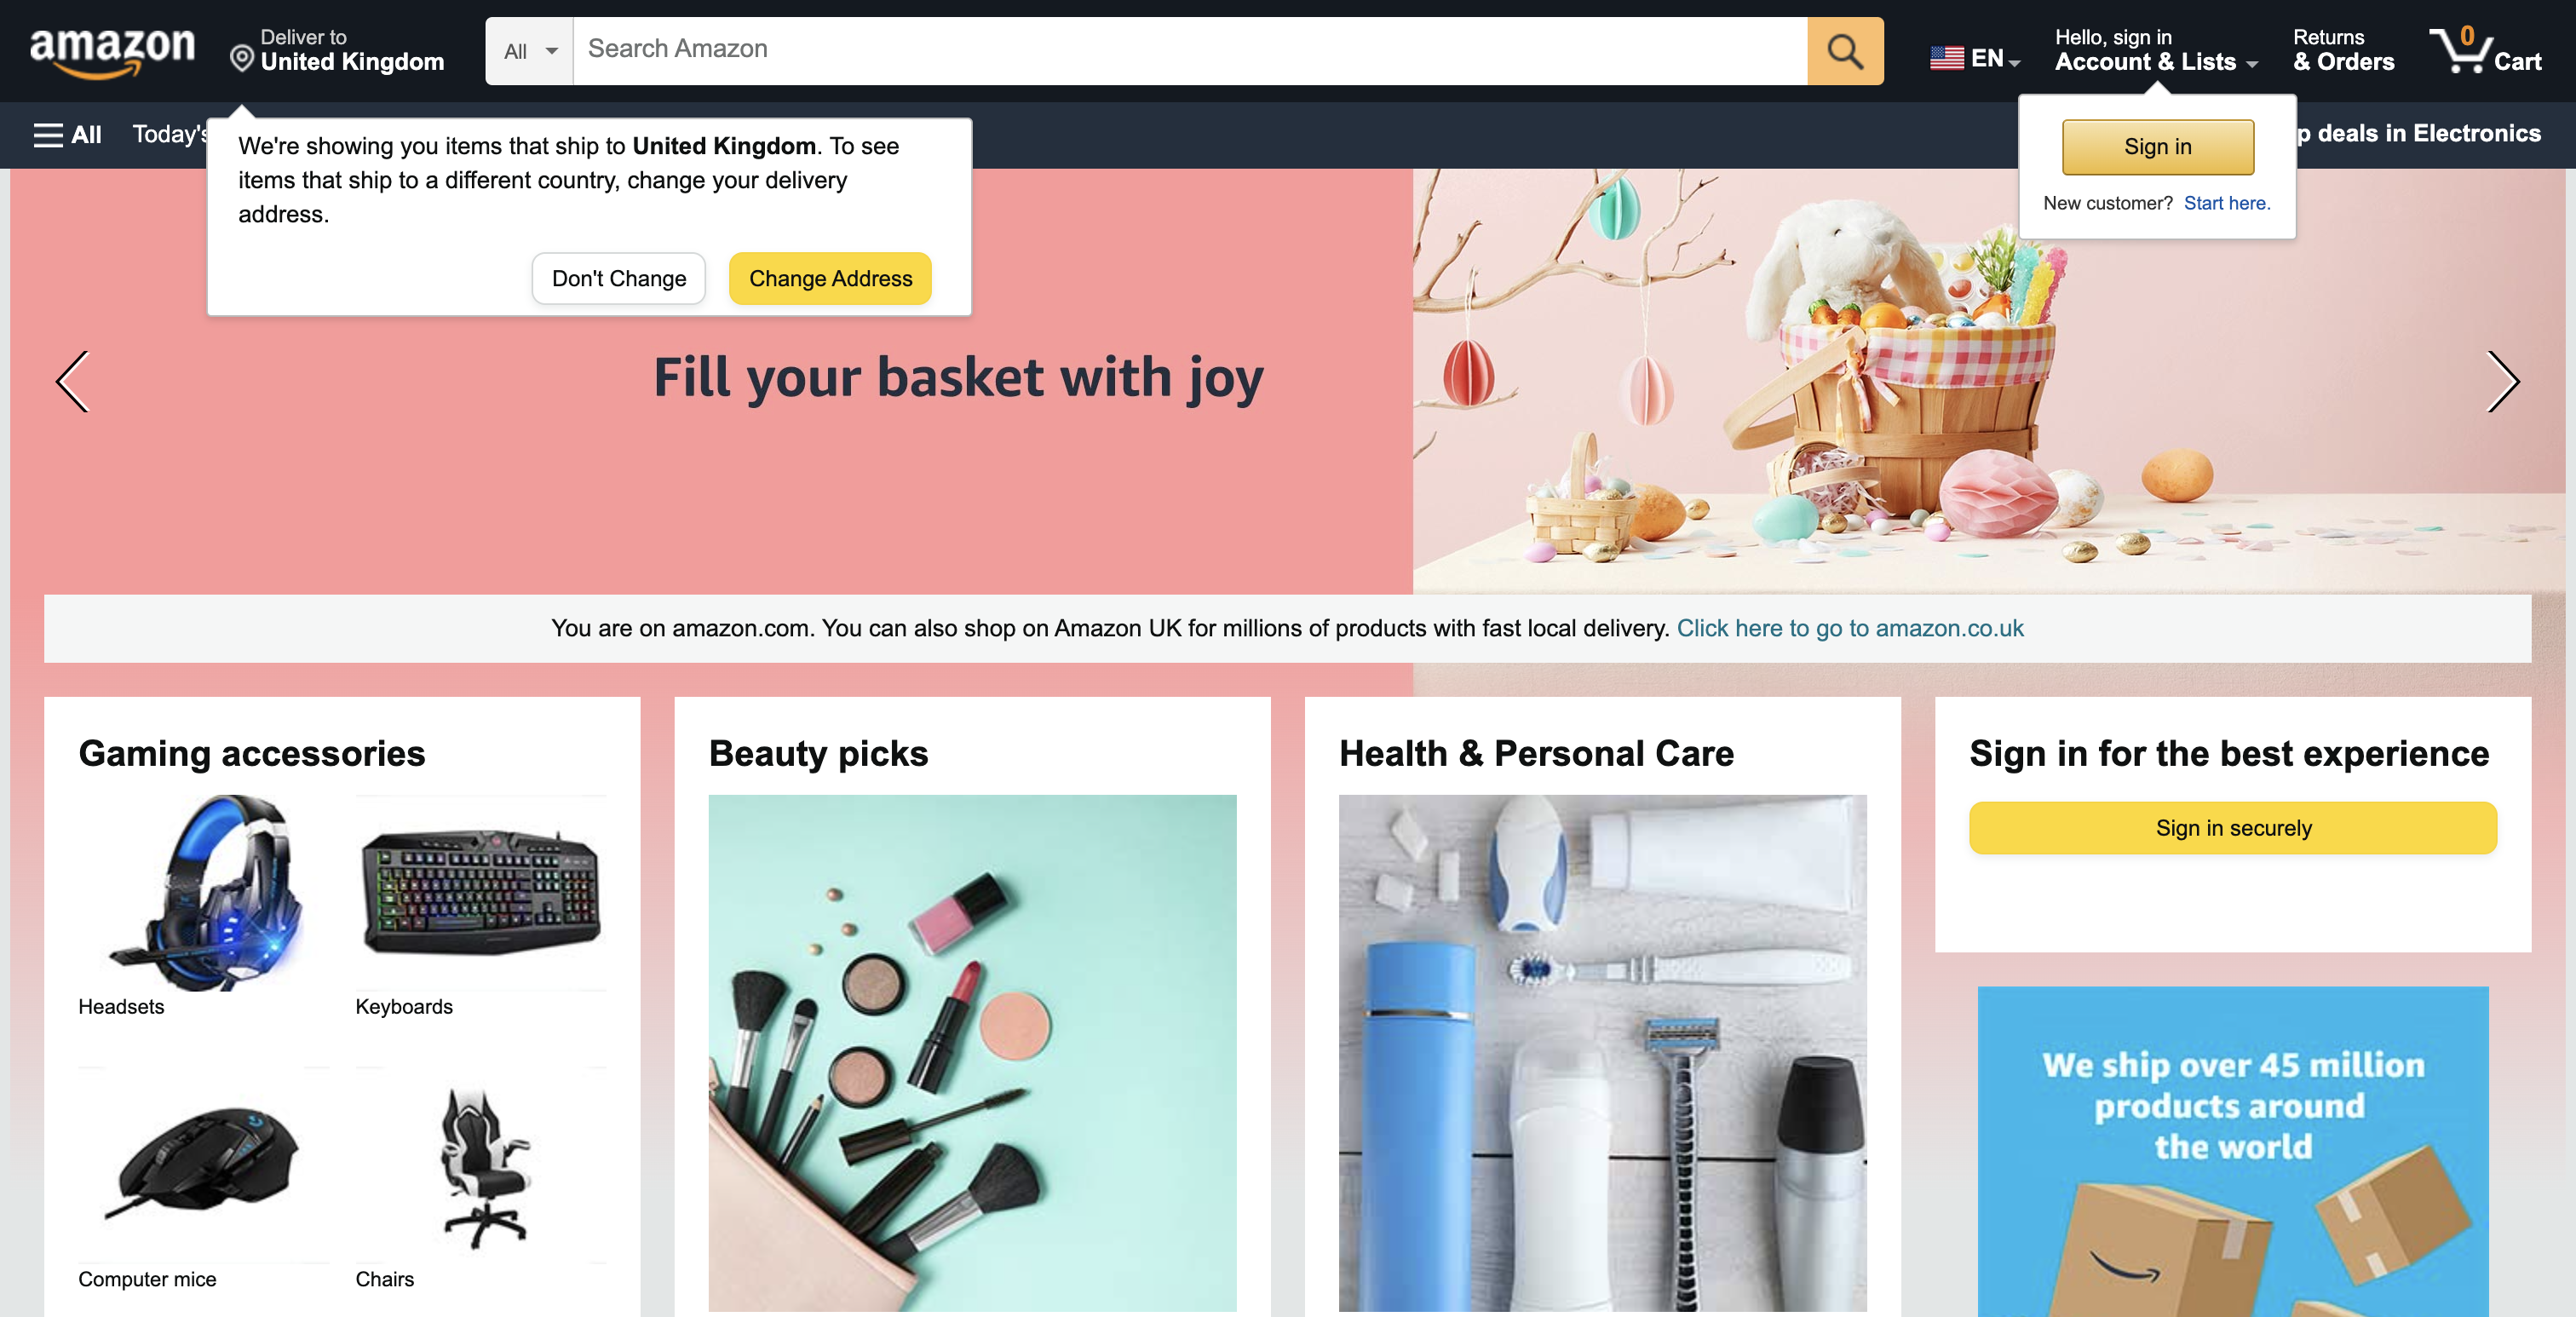 amazon
Deliver to
United Kingdom
All
Search Amazon
EN
Hello, sign in
Account & Lists
Returns
& Orders
0
Cart
All
Today's
p deals in Electronics
We're showing you items that ship to United Kingdom. To see
items that ship to a different country, change your delivery
address.
Don't Change
Change Address
Sign in
New customer? Start here.
Fill your basket with joy
You are on amazon.com. You can also shop on Amazon UK for millions of products with fast local delivery. Click here to go to amazon.co.uk
Gaming accessories
Headsets
Keyboards
Computer mice
Chairs
Beauty picks
Health & Personal Care
Sign in for the best experience
Sign in securely
We ship over 45 million
products around
the world